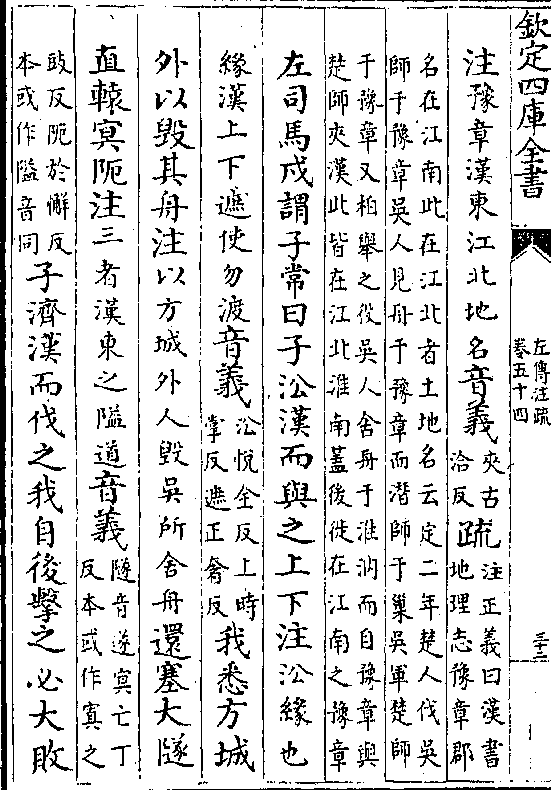 欽定四庫全書
左傳注疏
卷五十四
三十二
注豫章漢東江北地名音義夾古洽反疏注正義曰漢書地理志豫章郡
名在江南此在江北者土地名云定二年楚人伐吳師于豫章吳人見舟于豫章而潛師于巢吳軍楚師
于豫章又柏舉之役吳人舍舟于淮汭而自豫章與楚師夾漢此皆在江北淮南蓋後徙在江南之豫章
左司馬戌謂子常曰子沿漢而與之上下注沿緣也
緣漢上下遮使勿渡音義沿悅全反上時掌反遮正奢反我悉方城
外以毀其舟注以方城外人毀吳所舍舟還塞大隧
直轅冥阨注三者漢東之隘道音義隧音遂冥亡丁反本或作寘之
豉反阨於懈反本或作隘音同子濟漢而伐之我自後擊之必大敗